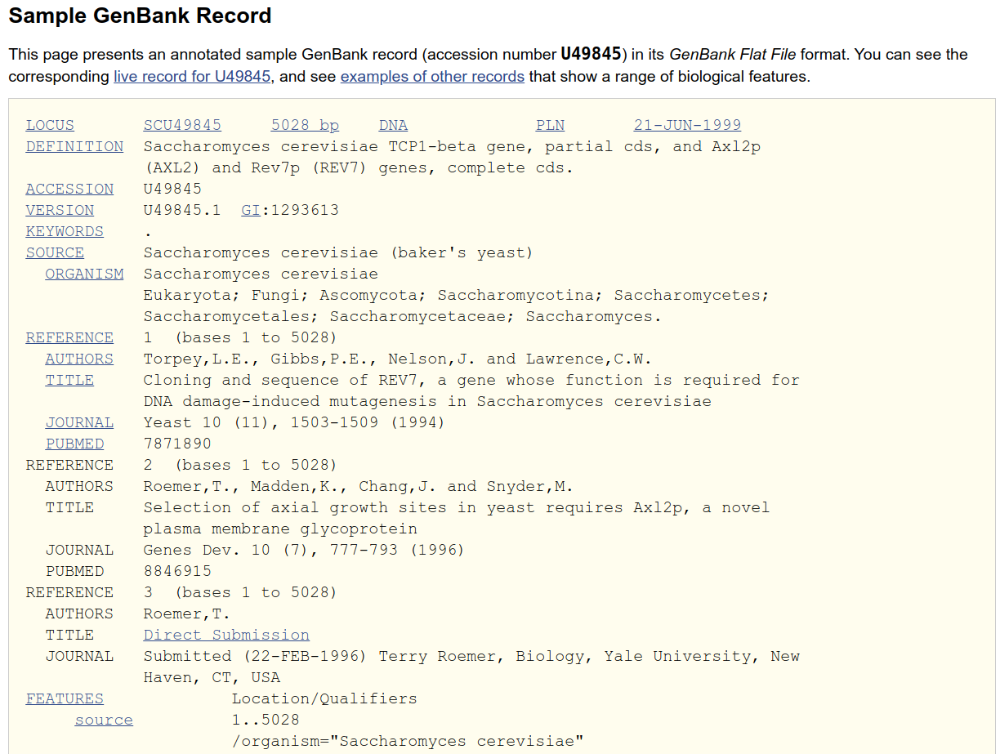 Sample GenBank Record
This page presents an annotated sample GenBank record (accession number U49845) in its GenBank Flat File format. You can see the
corresponding live record for U49845, and see examples of other records that show a range of biological features.
LOCUS       SCU49845     5028 bp    DNA             PLN       21-JUN-1999
DEFINITION  Saccharomyces cerevisiae TCP1-beta gene, partial cds, and Axl2p
            (AXL2) and Rev7p (REV7) genes, complete cds.
ACCESSION   U49845
VERSION     U49845.1  GI:1293613
KEYWORDS    .
SOURCE      Saccharomyces cerevisiae (baker's yeast)
  ORGANISM  Saccharomyces cerevisiae
            Eukaryota; Fungi; Ascomycota; Saccharomycotina; Saccharomycetes;
            Saccharomycetales; Saccharomycetaceae; Saccharomyces.
REFERENCE   1  (bases 1 to 5028)
  AUTHORS   Torpey,L.E., Gibbs,P.E., Nelson,J. and Lawrence,C.W.
  TITLE     Cloning and sequence of REV7, a gene whose function is required for
            DNA damage-induced mutagenesis in Saccharomyces cerevisiae
  JOURNAL   Yeast 10 (11), 1503-1509 (1994)
  PUBMED    7871890
REFERENCE   2  (bases 1 to 5028)
  AUTHORS   Roemer,T., Madden,K., Chang,J. and Snyder,M.
  TITLE     Selection of axial growth sites in yeast requires Axl2p, a novel
            plasma membrane glycoprotein
  JOURNAL   Genes Dev. 10 (7), 777-793 (1996)
  PUBMED    8846915
REFERENCE   3  (bases 1 to 5028)
  AUTHORS   Roemer,T.
  TITLE     Direct Submission
  JOURNAL   Submitted (22-FEB-1996) Terry Roemer, Biology, Yale University, New
            Haven, CT, USA
FEATURES             Location/Qualifiers
     source          1..5028
                     /organism="Saccharomyces cerevisiae"